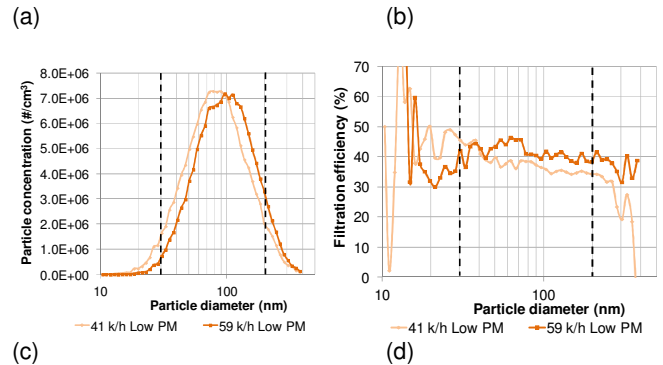 (a)
(b)
Particle concentration (#/cm³)
8.0E+06
7.0E+06
6.0E+06
5.0E+06
4.0E+06
3.0E+06
2.0E+06
1.0E+06
0.0E+00
10
100
Particle diameter (nm)
41 k/h Low PM
59 k/h Low PM
Filtration efficiency (%)
70
60
50
40
30
20
10
0
10
100
Particle diameter (nm)
41 k/h Low PM
59 k/h Low PM
(c)
(d)